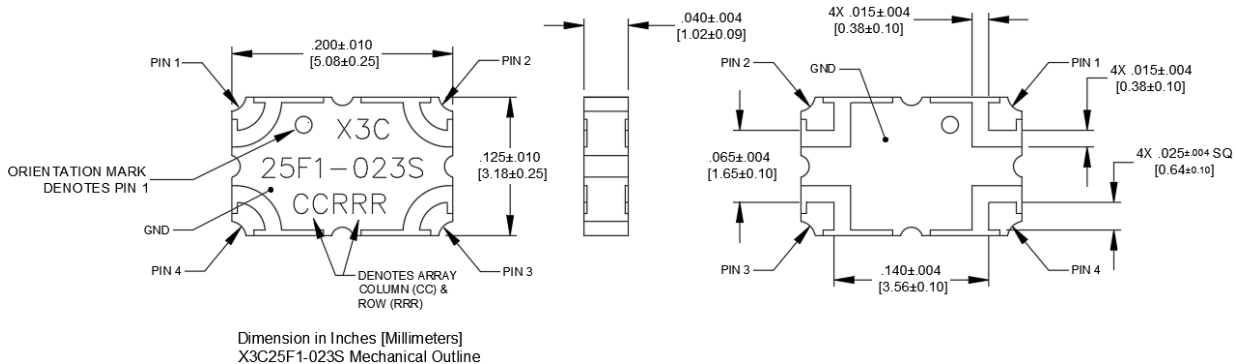 .200±.010
[5.08±0.25]
PIN 1
PIN 2
X3C
25F1-023S
CCRRR
ORIENTATION MARK
DENOTES PIN 1
GND
PIN 4
PIN 3
DENOTES ARRAY
COLUMN (CC) &
ROW (RRR)
.125±.010
[3.18±0.25]
.040±.004
[1.02±0.09]
4X .015±.004
[0.38±0.10]
PIN 2
GND
PIN 1
4X .015±.004
[0.38±0.10]
.065±.004
[1.65±0.10]
4X .025±.004 SQ
[0.64±0.10]
PIN 3
PIN 4
.140±.004
[3.56±0.10]
Dimension in Inches [Millimeters]
X3C25F1-023S Mechanical Outline